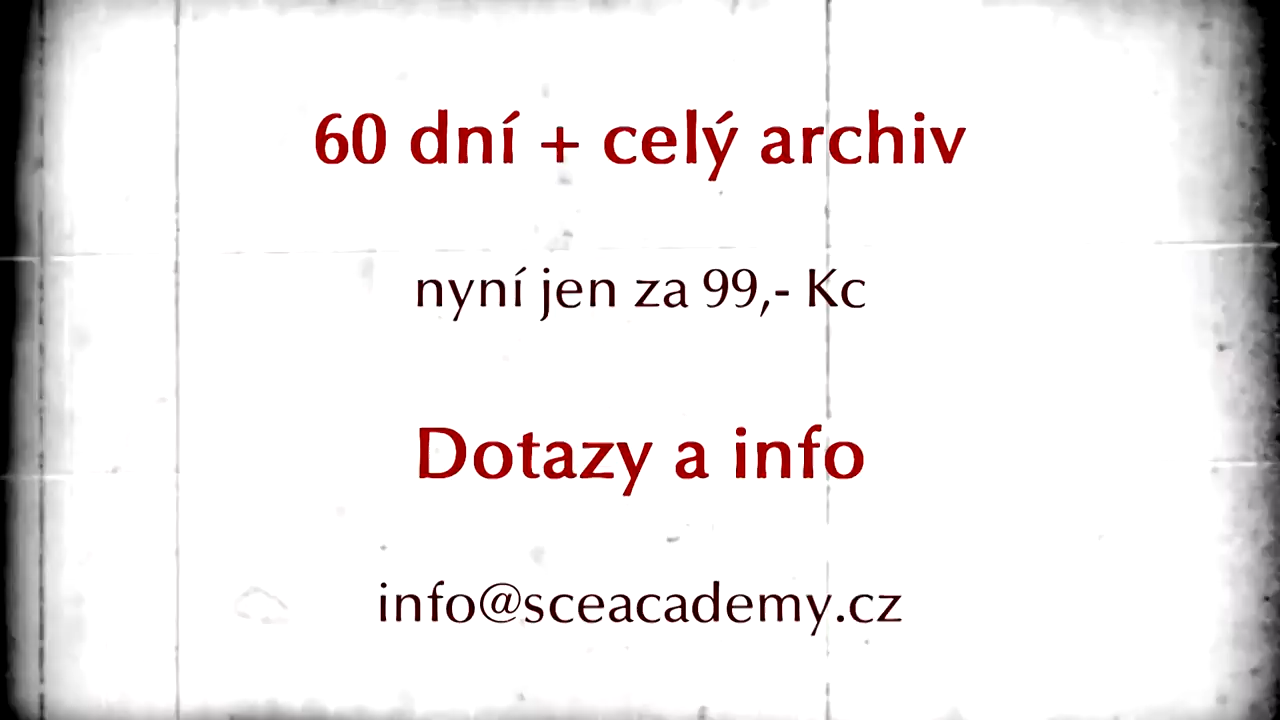 60 dní + celý archiv
nyní jen za 99,- Kc
Dotazy a info
info@sceacademy.cz